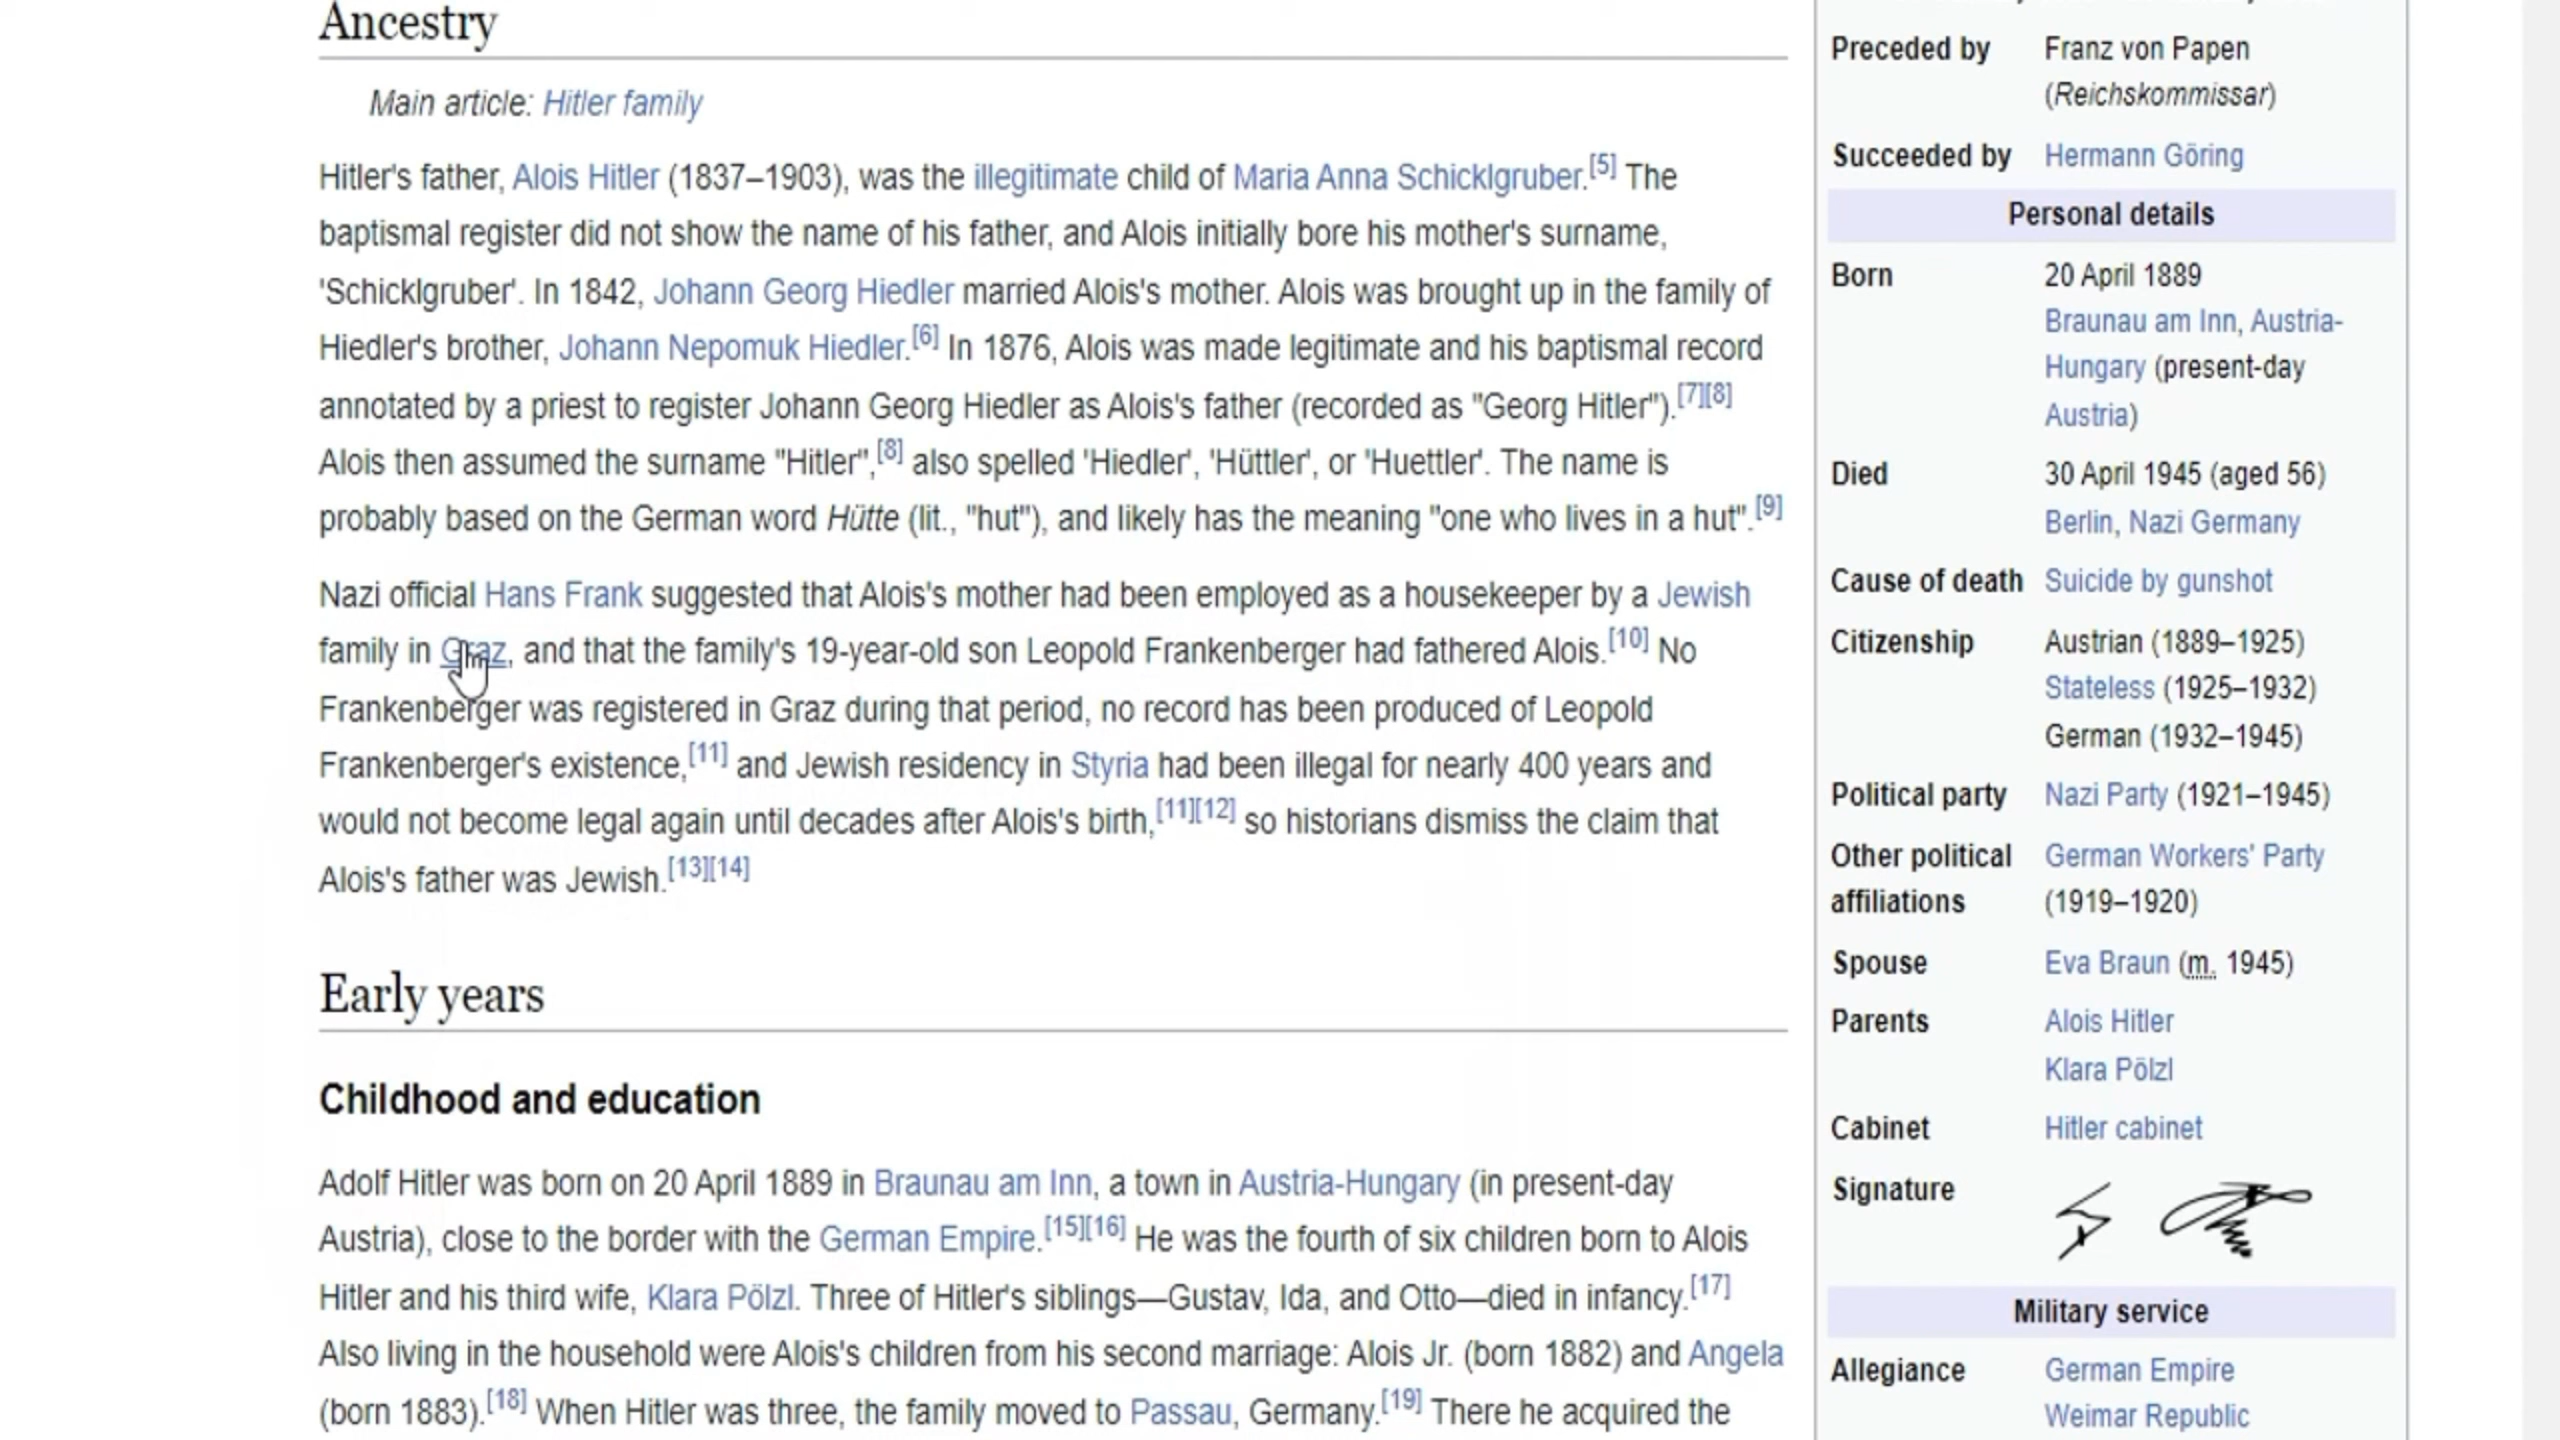 Ancestry
Main article: Hitler family
Hitler's father, Alois Hitler (1837–1903), was the illegitimate child of Maria Anna Schicklgruber.[5] The
baptismal register did not show the name of his father, and Alois initially bore his mother's surname,
'Schicklgruber'. In 1842, Johann Georg Hiedler married Alois's mother. Alois was brought up in the family of
Hiedler's brother, Johann Nepomuk Hiedler.[6] In 1876, Alois was made legitimate and his baptismal record
annotated by a priest to register Johann Georg Hiedler as Alois's father (recorded as "Georg Hitler").[7][8]
Alois then assumed the surname "Hitler",[8] also spelled 'Hiedler', 'Hüttler', or 'Huettler'. The name is
probably based on the German word Hütte (lit., "hut"), and likely has the meaning "one who lives in a hut".[9]
Nazi official Hans Frank suggested that Alois's mother had been employed as a housekeeper by a Jewish
family in Graz, and that the family's 19-year-old son Leopold Frankenberger had fathered Alois.[10] No
Frankenberger was registered in Graz during that period, no record has been produced of Leopold
Frankenberger's existence,[11] and Jewish residency in Styria had been illegal for nearly 400 years and
would not become legal again until decades after Alois's birth,[11][12] so historians dismiss the claim that
Alois's father was Jewish.[13][14]
Early years
Childhood and education
Adolf Hitler was born on 20 April 1889 in Braunau am Inn, a town in Austria-Hungary (in present-day
Austria), close to the border with the German Empire.[15][16] He was the fourth of six children born to Alois
Hitler and his third wife, Klara Pölzl. Three of Hitler's siblings—Gustav, Ida, and Otto—died in infancy.[17]
Also living in the household were Alois's children from his second marriage: Alois Jr. (born 1882) and Angela
(born 1883).[18] When Hitler was three, the family moved to Passau, Germany.[19] There he acquired the
Preceded by Franz von Papen
(Reichskommissar)
Succeeded by Hermann Göring
Personal details
Born 20 April 1889
Braunau am Inn, Austria-
Hungary (present-day
Austria)
Died 30 April 1945 (aged 56)
Berlin, Nazi Germany
Cause of death Suicide by gunshot
Citizenship Austrian (1889–1925)
Stateless (1925–1932)
German (1932–1945)
Political party Nazi Party (1921–1945)
Other political German Workers' Party
affiliations (1919–1920)
Spouse Eva Braun (m. 1945)
Parents Alois Hitler
Klara Pölzl
Cabinet Hitler cabinet
Signature
Military service
Allegiance German Empire
Weimar Republic